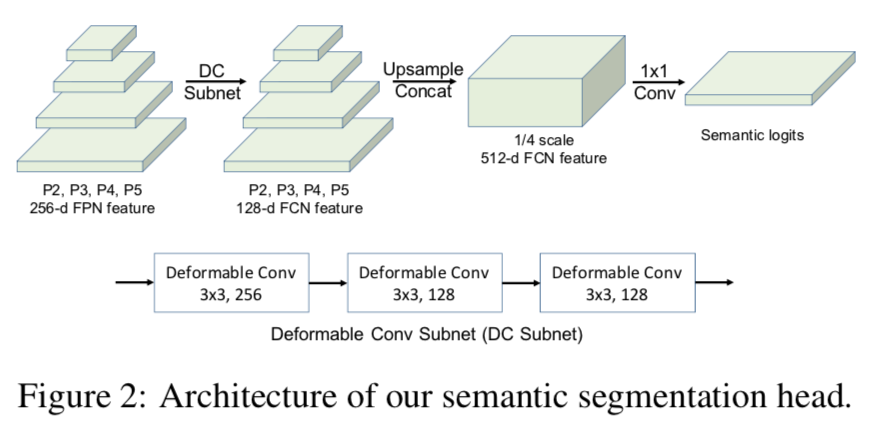 DC
Subnet
Upsample
Concat
1x1
Conv
P2, P3, P4, P5
256-d FPN feature
P2, P3, P4, P5
128-d FCN feature
1/4 scale
512-d FCN feature
Semantic logits
Deformable Conv
3x3, 256
Deformable Conv
3x3, 128
Deformable Conv
3x3, 128
Deformable Conv Subnet (DC Subnet)
Figure 2: Architecture of our semantic segmentation head.